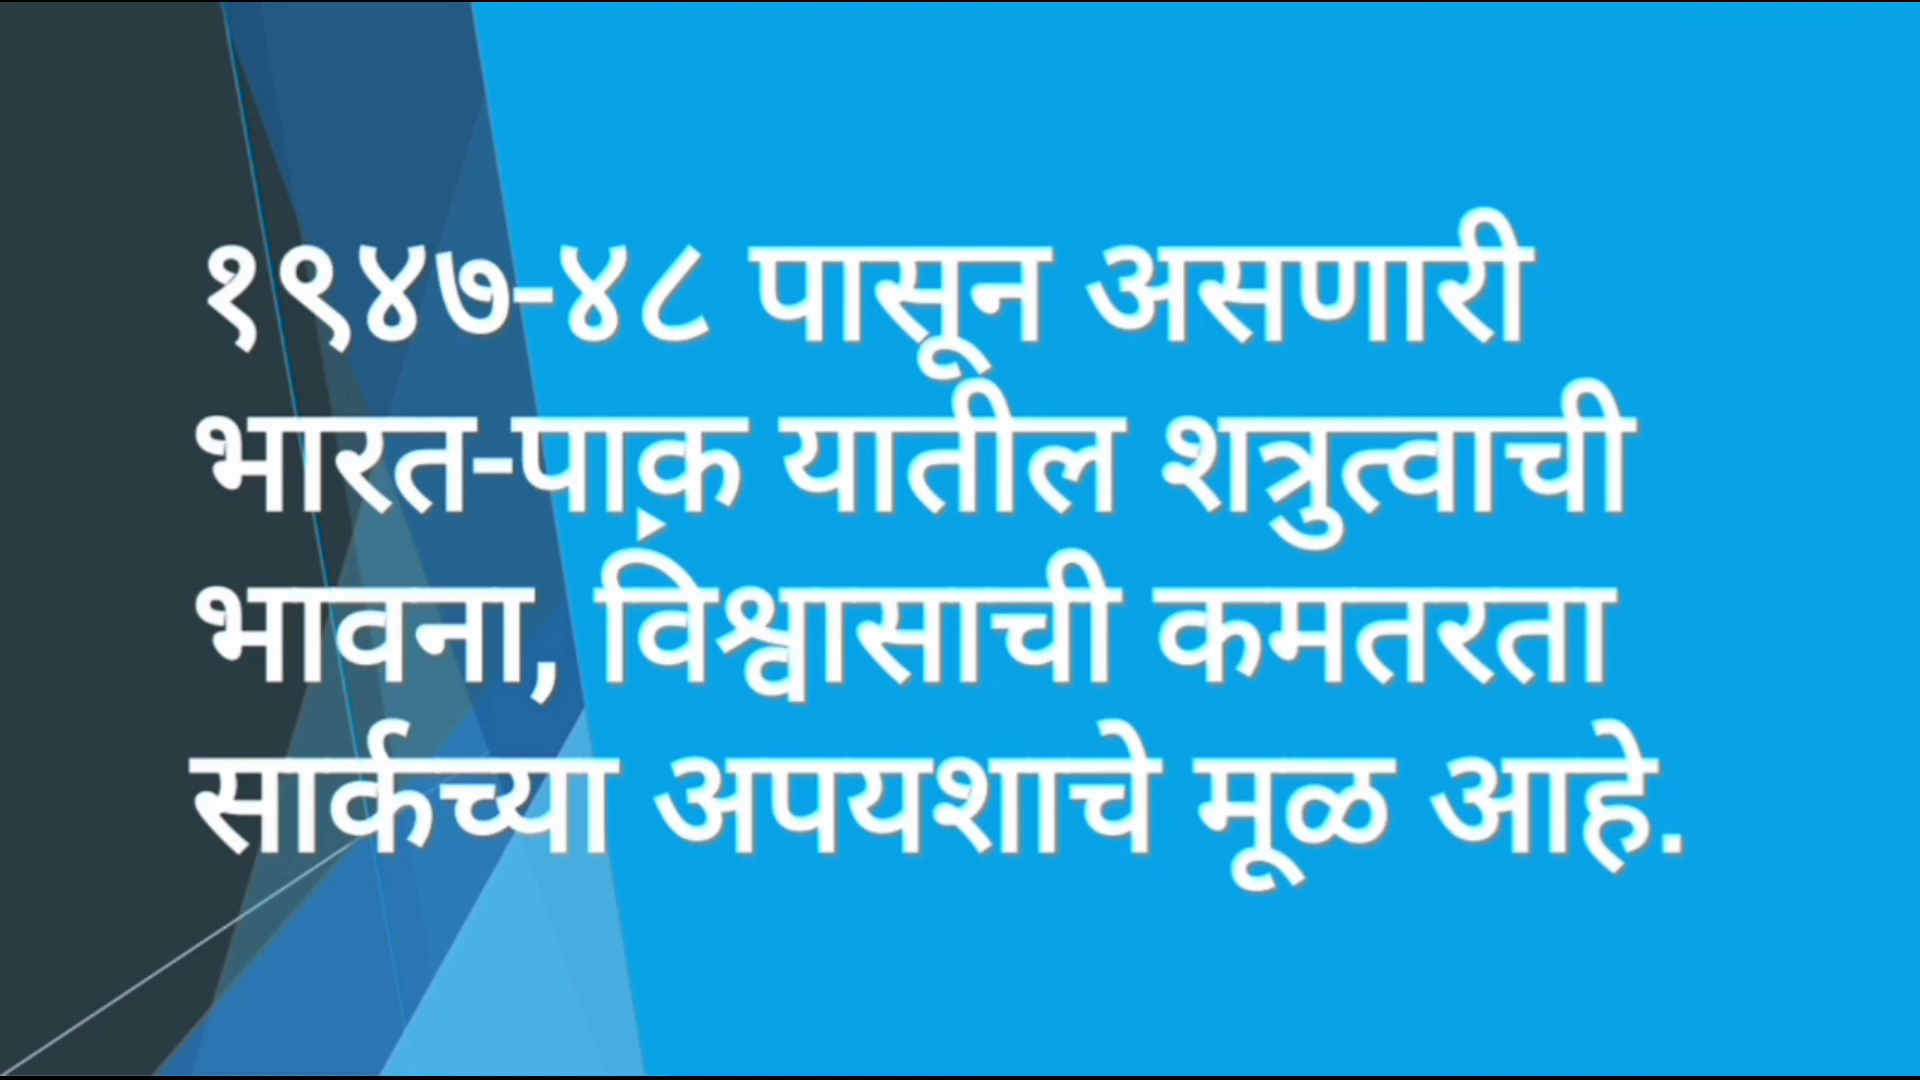 १९४७-४८ पासून असणारी
भारत-पाक यातील शत्रुत्वाची
भावना, विश्वासाची कमतरता
सार्कच्या अपयशाचे मूळ आहे.